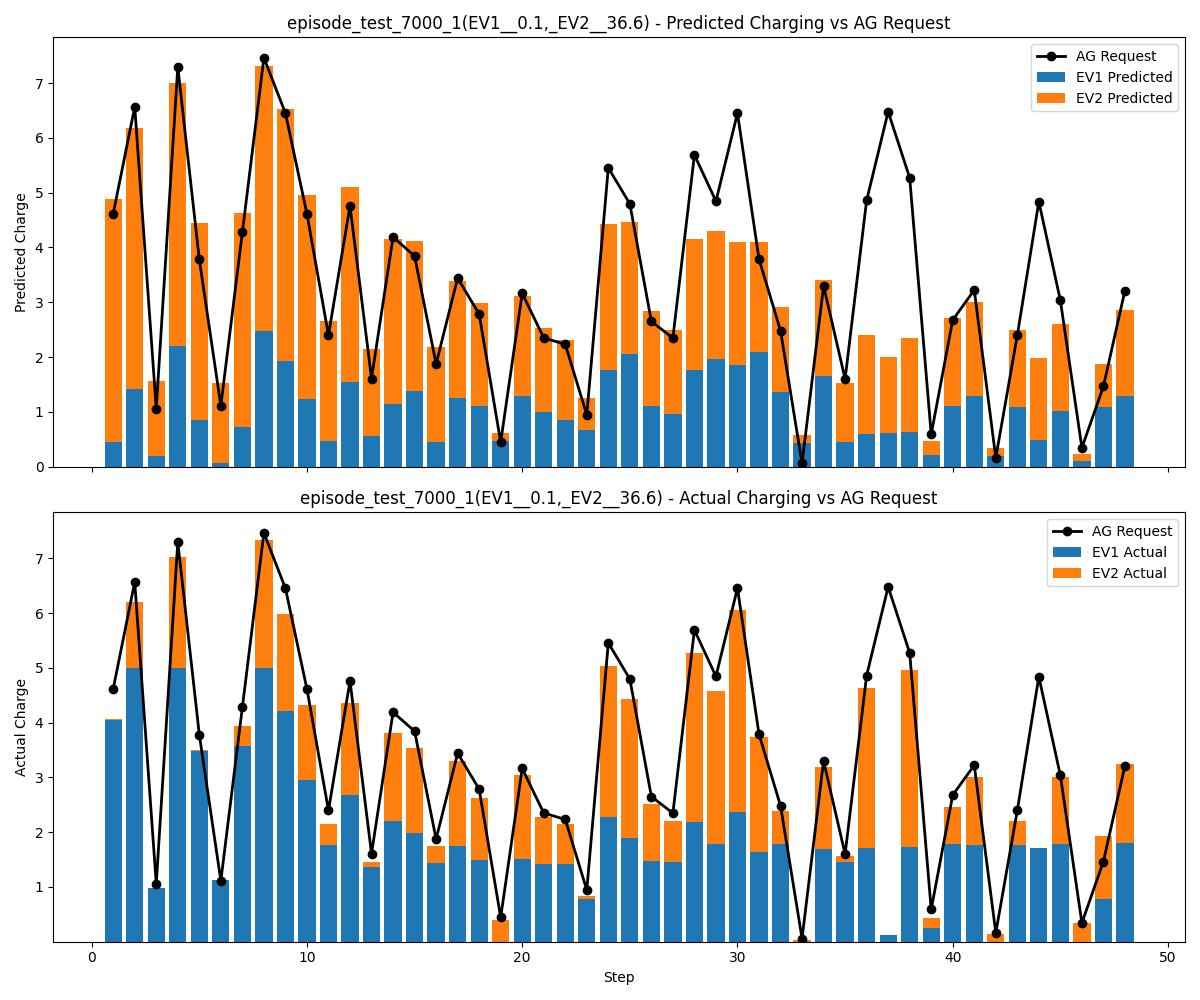 episode_test_7000_1(EV1__0.1,_EV2__36.6) - Predicted Charging vs AG Request
AG Request
EV1 Predicted
EV2 Predicted
Predicted Charge
7
6
5
4
3
2
1
0
episode_test_7000_1(EV1__0.1,_EV2__36.6) - Actual Charging vs AG Request
AG Request
EV1 Actual
EV2 Actual
Actual Charge
7
6
5
4
3
2
1
0 10 20 30 40 50
Step